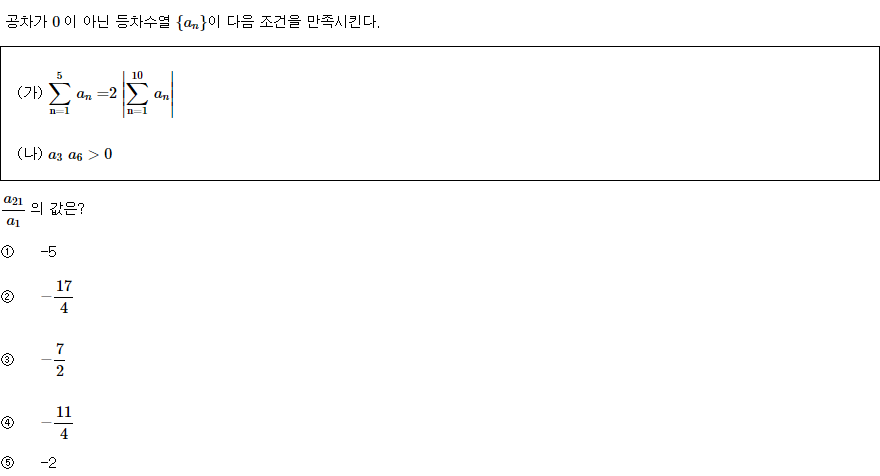 공차가 0 이 아닌 등차수열 {aₙ}이 다음 조건을 만족시킨다.
(가) $\sum_{n=1}^{5} a_n = 2 \left| \sum_{n=1}^{10} a_n \right|$
(나) $a_3\ a_6 > 0$
$\frac{a_{21}}{a_1}$ 의 값은?
① -5
② $-\frac{17}{4}$
③ $-\frac{7}{2}$
④ $-\frac{11}{4}$
⑤ -2